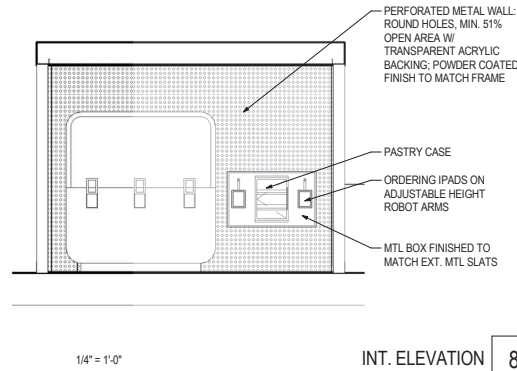 PERFORATED METAL WALL:
ROUND HOLES, MIN. 51%
OPEN AREA W/
TRANSPARENT ACRYLIC
BACKING; POWDER COATED
FINISH TO MATCH FRAME
PASTRY CASE
ORDERING IPADS ON
ADJUSTABLE HEIGHT
ROBOT ARMS
MTL BOX FINISHED TO
MATCH EXT. MTL SLATS
1/4" = 1'-0"
INT. ELEVATION 8